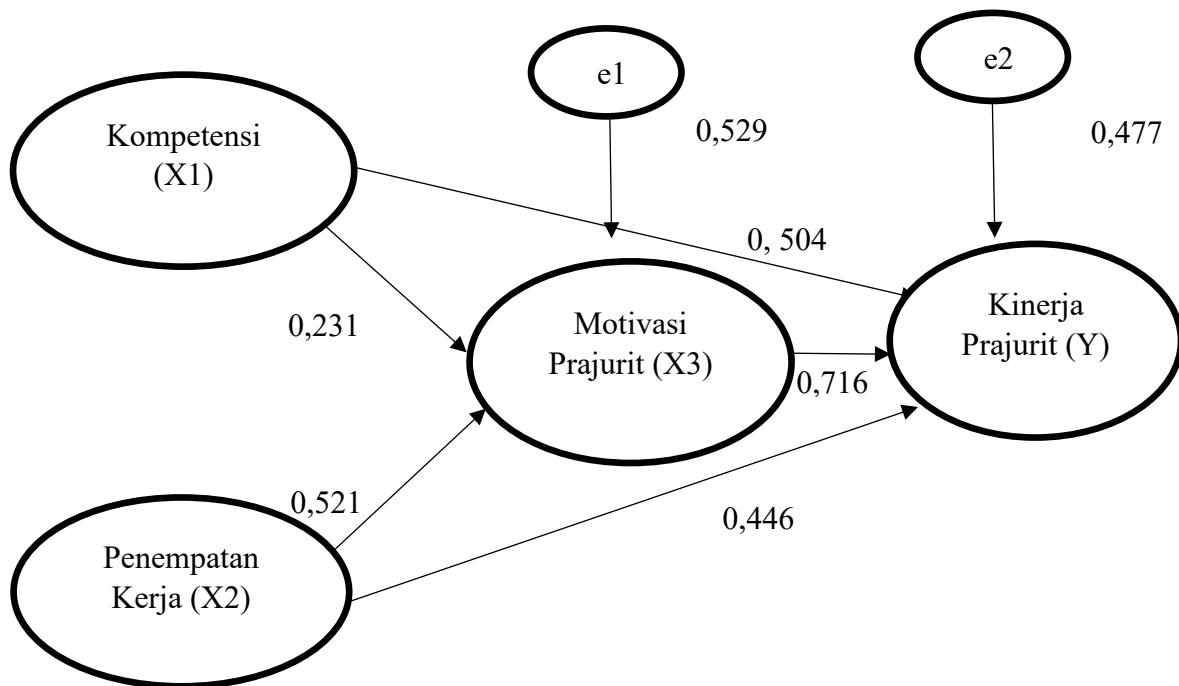 e1
e2
0,529
0,477
Kompetensi
(X1)
0, 504
0,231
Motivasi
Prajurit (X3)
Kinerja
Prajurit (Y)
0,716
0,521
0,446
Penempatan
Kerja (X2)